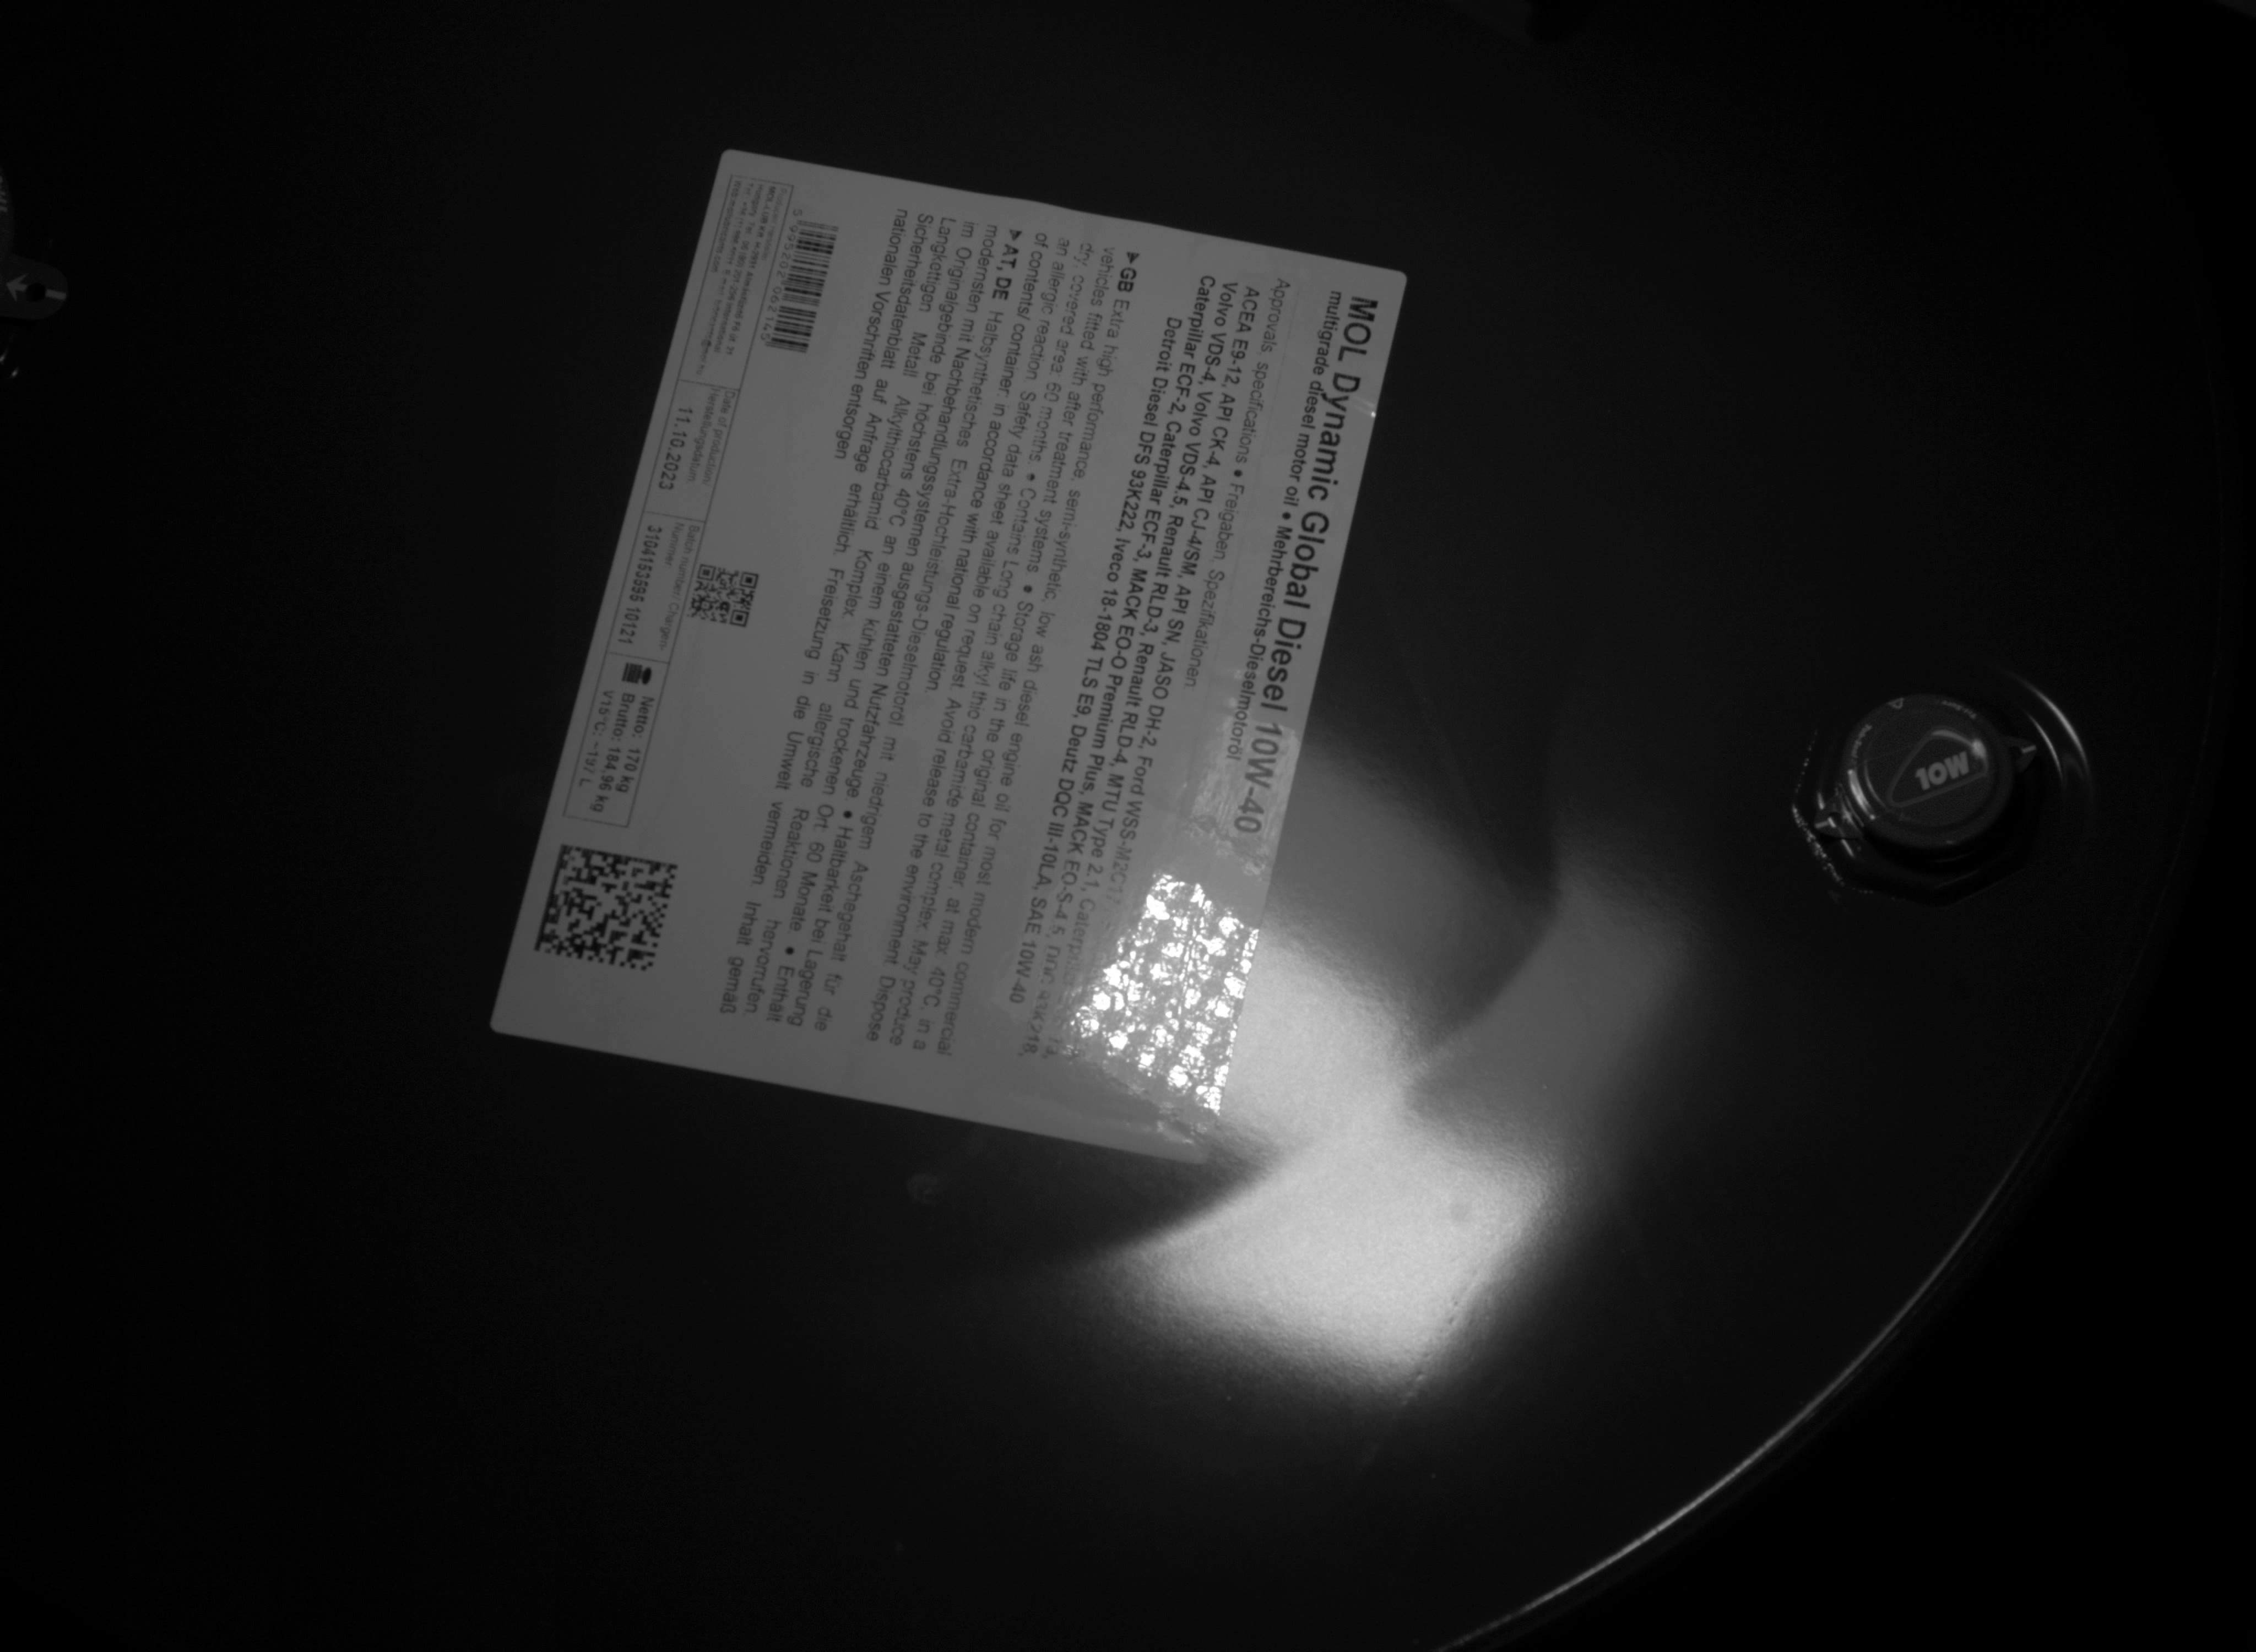 MOL Dynamic Global Diesel 10W-40
multigrade diesel motor oil • Mehrbereichs-Dieselmotoröl
Approvals, specifications • Freigaben, Spezifikationen:
ACEA E9-12, API CK-4, API CJ-4/SM, API SN, JASO DH-2, Ford WSS-M2C17
Volvo VDS-4, Volvo VDS-4.5, Renault RLD-3, Renault RLD-4, MTU Type 2.1,
Caterpillar ECF-2, Caterpillar ECF-3, MACK EO-O Premium Plus, MACK EO-S-4.5,
Detroit Diesel DFS 93K222, Iveco 18-1804 TLS E9, Deutz DQC III-10LA, SAE 10W-40
▶GB Extra high performance, semi-synthetic, low ash diesel engine oil for most modern commercial
vehicles fitted with after treatment systems. • Storage life in the original container, at max. 40°C, in a
dry, covered area: 60 months. • Contains Long chain alkyl thio carbamide metal complex. May produce
an allergic reaction. Safety data sheet available on request. Avoid release to the environment. Dispose
of contents/ container: in accordance with national regulation.
▶AT, DE Halbsynthetisches Extra-Hochleistungs-Dieselmotoröl mit niedrigem Aschegehalt für die
modernsten mit Nachbehandlungssystemen ausgestatteten Nutzfahrzeuge • Haltbarkeit bei Lagerung
im Originalgebinde bei höchstens 40°C an einem kühlen und trockenen Ort: 60 Monate. • Enthält
Langkettigen Metall Alkylthiocarbamid Komplex. Kann allergische Reaktionen hervorrufen.
Sicherheitsdatenblatt auf Anfrage erhältlich. Freisetzung in die Umwelt vermeiden. Inhalt gemäß
nationalen Vorschriften entsorgen
5 995202 062145
Date of production/
Herstellungsdatum:
11.10.2023
Batch number/ Chargen-
Nummer:
3104153595 10121
Netto: 170 kg
Brutto: 184.96 kg
V15°C: ~197 L
10W